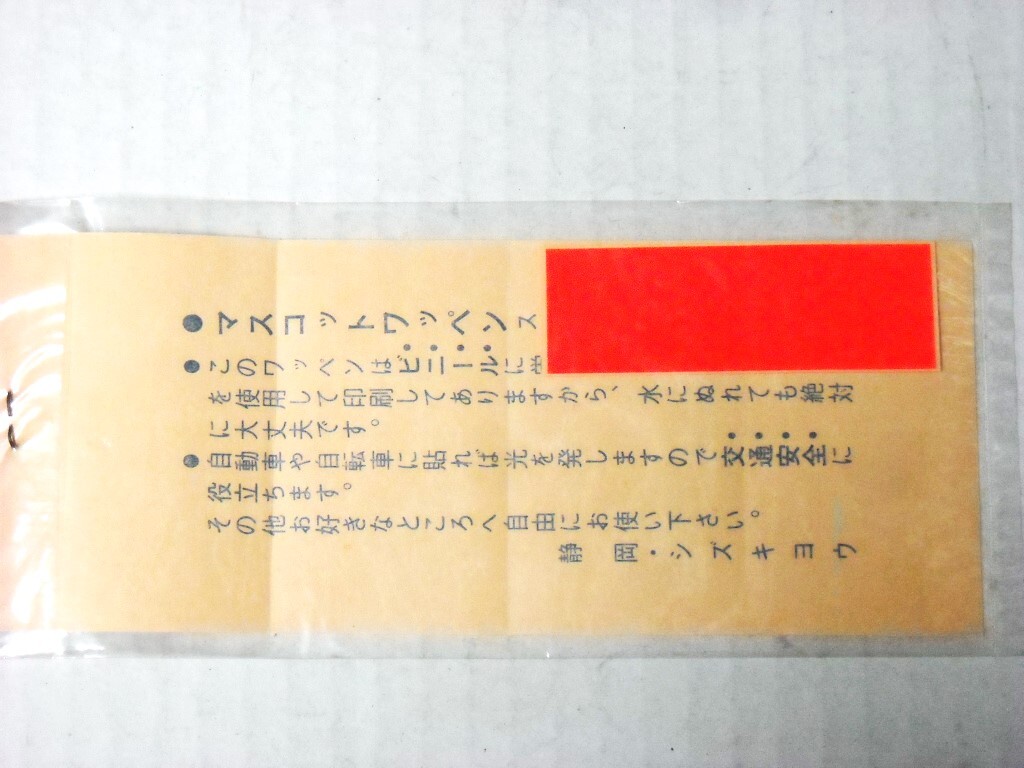 ●マスコットワッペンス
●このワッペンはビニールに
を使用して印刷してありますから、水にぬれても絶対
に大丈夫です。
●自動車や自転車に貼れば光を発しますので交通安全に
役立ちます。
その他お好きなところへ自由にお使い下さい。
静岡・シズキヨウ